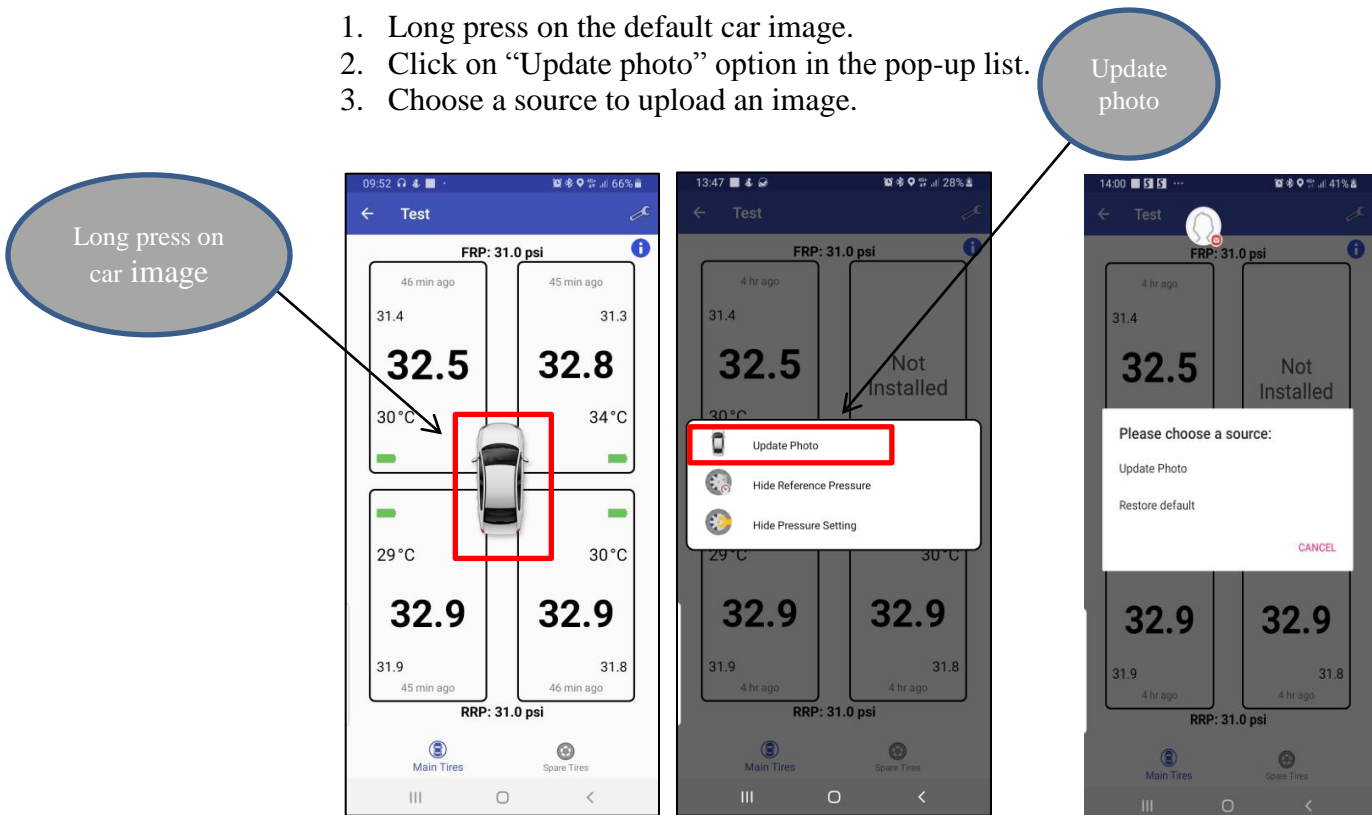 1. Long press on the default car image.
2. Click on “Update photo” option in the pop-up list.
3. Choose a source to upload an image.
Update
photo
Long press on
car image
09:52
66%
Test
FRP: 31.0 psi
46 min ago
45 min ago
31.4
31.3
32.5
32.8
30°C
34°C
29°C
30°C
32.9
32.9
31.9
31.8
45 min ago
46 min ago
RRP: 31.0 psi
Main Tires
Spare Tires
13:47
28%
Test
FRP: 31.0 psi
4 hr ago
31.4
32.5
Not
Installed
30°C
Update Photo
Hide Reference Pressure
Hide Pressure Setting
29°C
30°C
32.9
32.9
31.9
31.8
4 hr ago
4 hr ago
RRP: 31.0 psi
Main Tires
Spare Tires
14:00
41%
Test
FRP: 31.0 psi
4 hr ago
31.4
32.5
Not
Installed
Please choose a source:
Update Photo
Restore default
CANCEL
32.9
32.9
31.9
31.8
4 hr ago
4 hr ago
RRP: 31.0 psi
Main Tires
Spare Tires